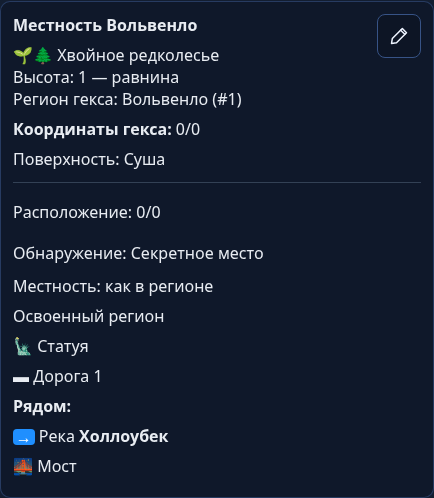 Местность Вольвенло
🌱🌲 Хвойное редколесье
Высота: 1 — равнина
Регион гекса: Вольвенло (#1)
Координаты гекса: 0/0
Поверхность: Суша
Расположение: 0/0
Обнаружение: Секретное место
Местность: как в регионе
Освоенный регион
🗽 Статуя
▬ Дорога 1
Рядом:
→ Река Холлоубек
🌉 Мост